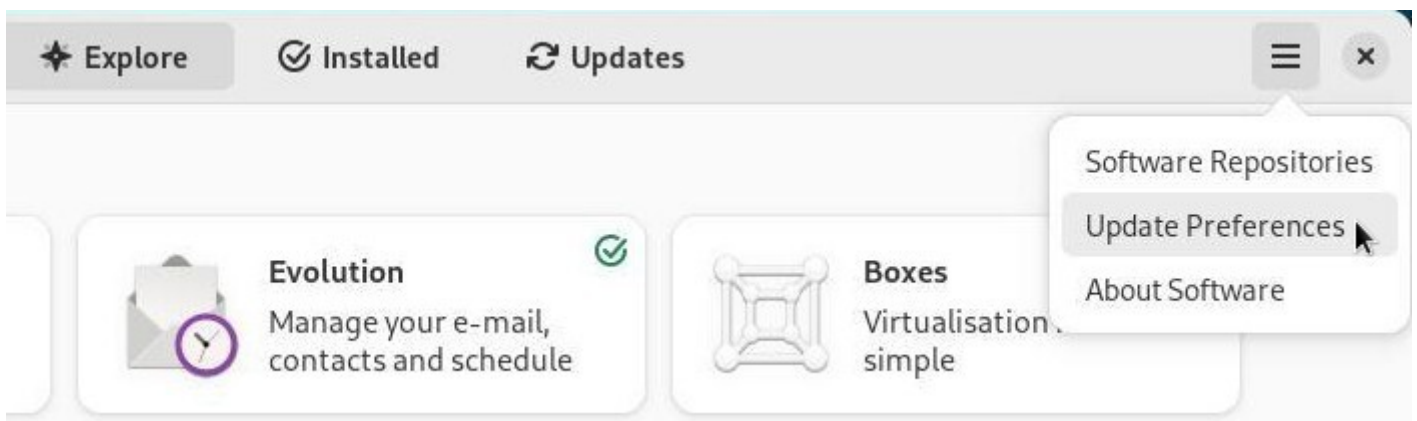 Explore
Installed
Updates
Software Repositories
Update Preferences
About Software
Evolution
Manage your e-mail,
contacts and schedule
Boxes
Virtualisation
simple